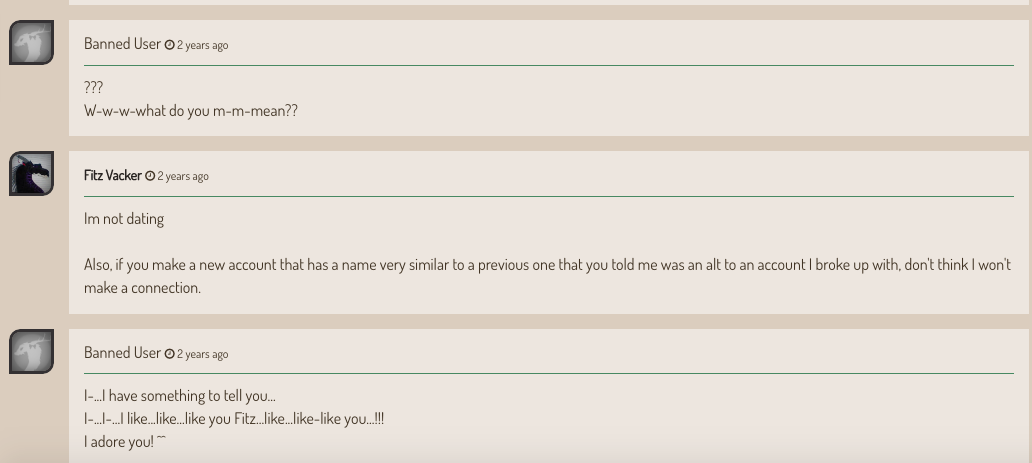 Banned User 2 years ago
???
W-w-w-what do you m-m-mean??
Fitz Vacker 2 years ago
Im not dating
Also, if you make a new account that has a name very similar to a previous one that you told me was an alt to an account I broke up with, don't think I won't
make a connection.
Banned User 2 years ago
I-...I have something to tell you...
I-...I-...I like...like...like you Fitz...like...like-like you...!!!
I adore you! ^^